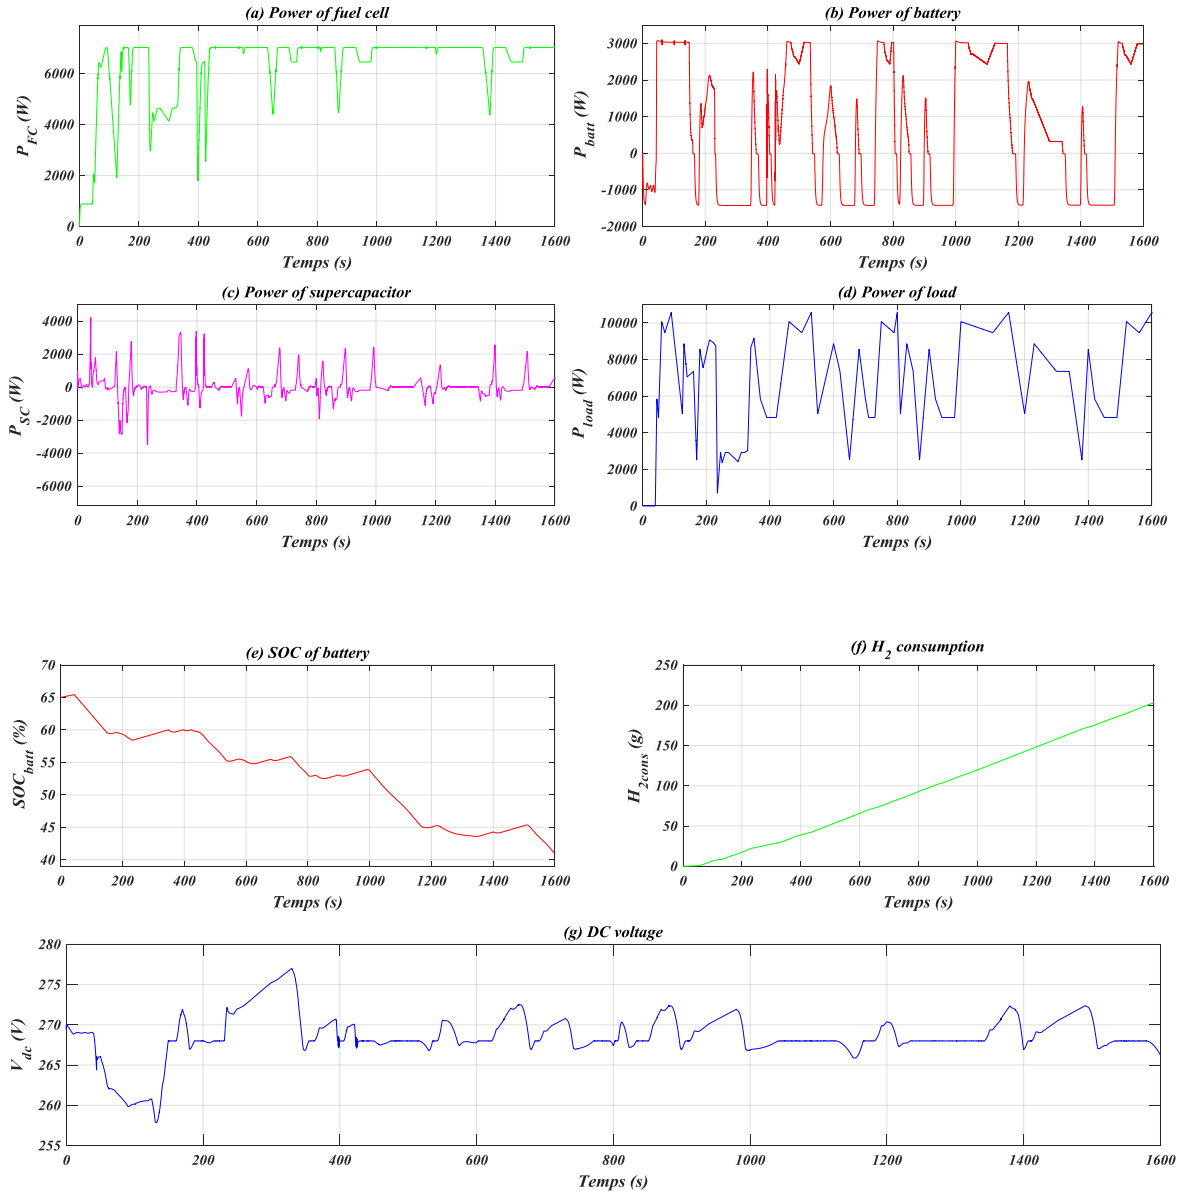 (a) Power of fuel cell
P_FC (W)
6000
4000
2000
0
0 200 400 600 800 1000 1200 1400 1600
Temps (s)
(b) Power of battery
P_batt (W)
3000
2000
1000
0
-1000
-2000
0 200 400 600 800 1000 1200 1400 1600
Temps (s)
(c) Power of supercapacitor
P_SC (W)
4000
2000
0
-2000
-4000
-6000
0 200 400 600 800 1000 1200 1400 1600
Temps (s)
(d) Power of load
P_load (W)
10000
8000
6000
4000
2000
0
0 200 400 600 800 1000 1200 1400 1600
Temps (s)
(e) SOC of battery
SOC_batt (%)
70
65
60
55
50
45
40
0 200 400 600 800 1000 1200 1400 1600
Temps (s)
(f) H_2 consumption
H_2cons (g)
250
200
150
100
50
0
0 200 400 600 800 1000 1200 1400 1600
Temps (s)
(g) DC voltage
V_dc (V)
280
275
270
265
260
255
0 200 400 600 800 1000 1200 1400 1600
Temps (s)